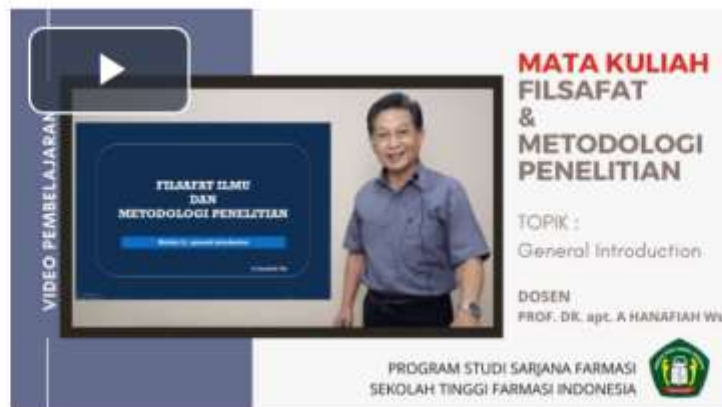 VIDEO PEMBELAJARAN
FILSAFAT ILMU
DAN
METODOLOGI PENELITIAN
MATA KULIAH
FILSAFAT
&
METODOLOGI
PENELITIAN
TOPIK :
General Introduction
DOSEN
PROF. DR. apt. A HANAFIAH
PROGRAM STUDI SARJANA FARMASI
SEKOLAH TINGGI FARMASI INDONESIA